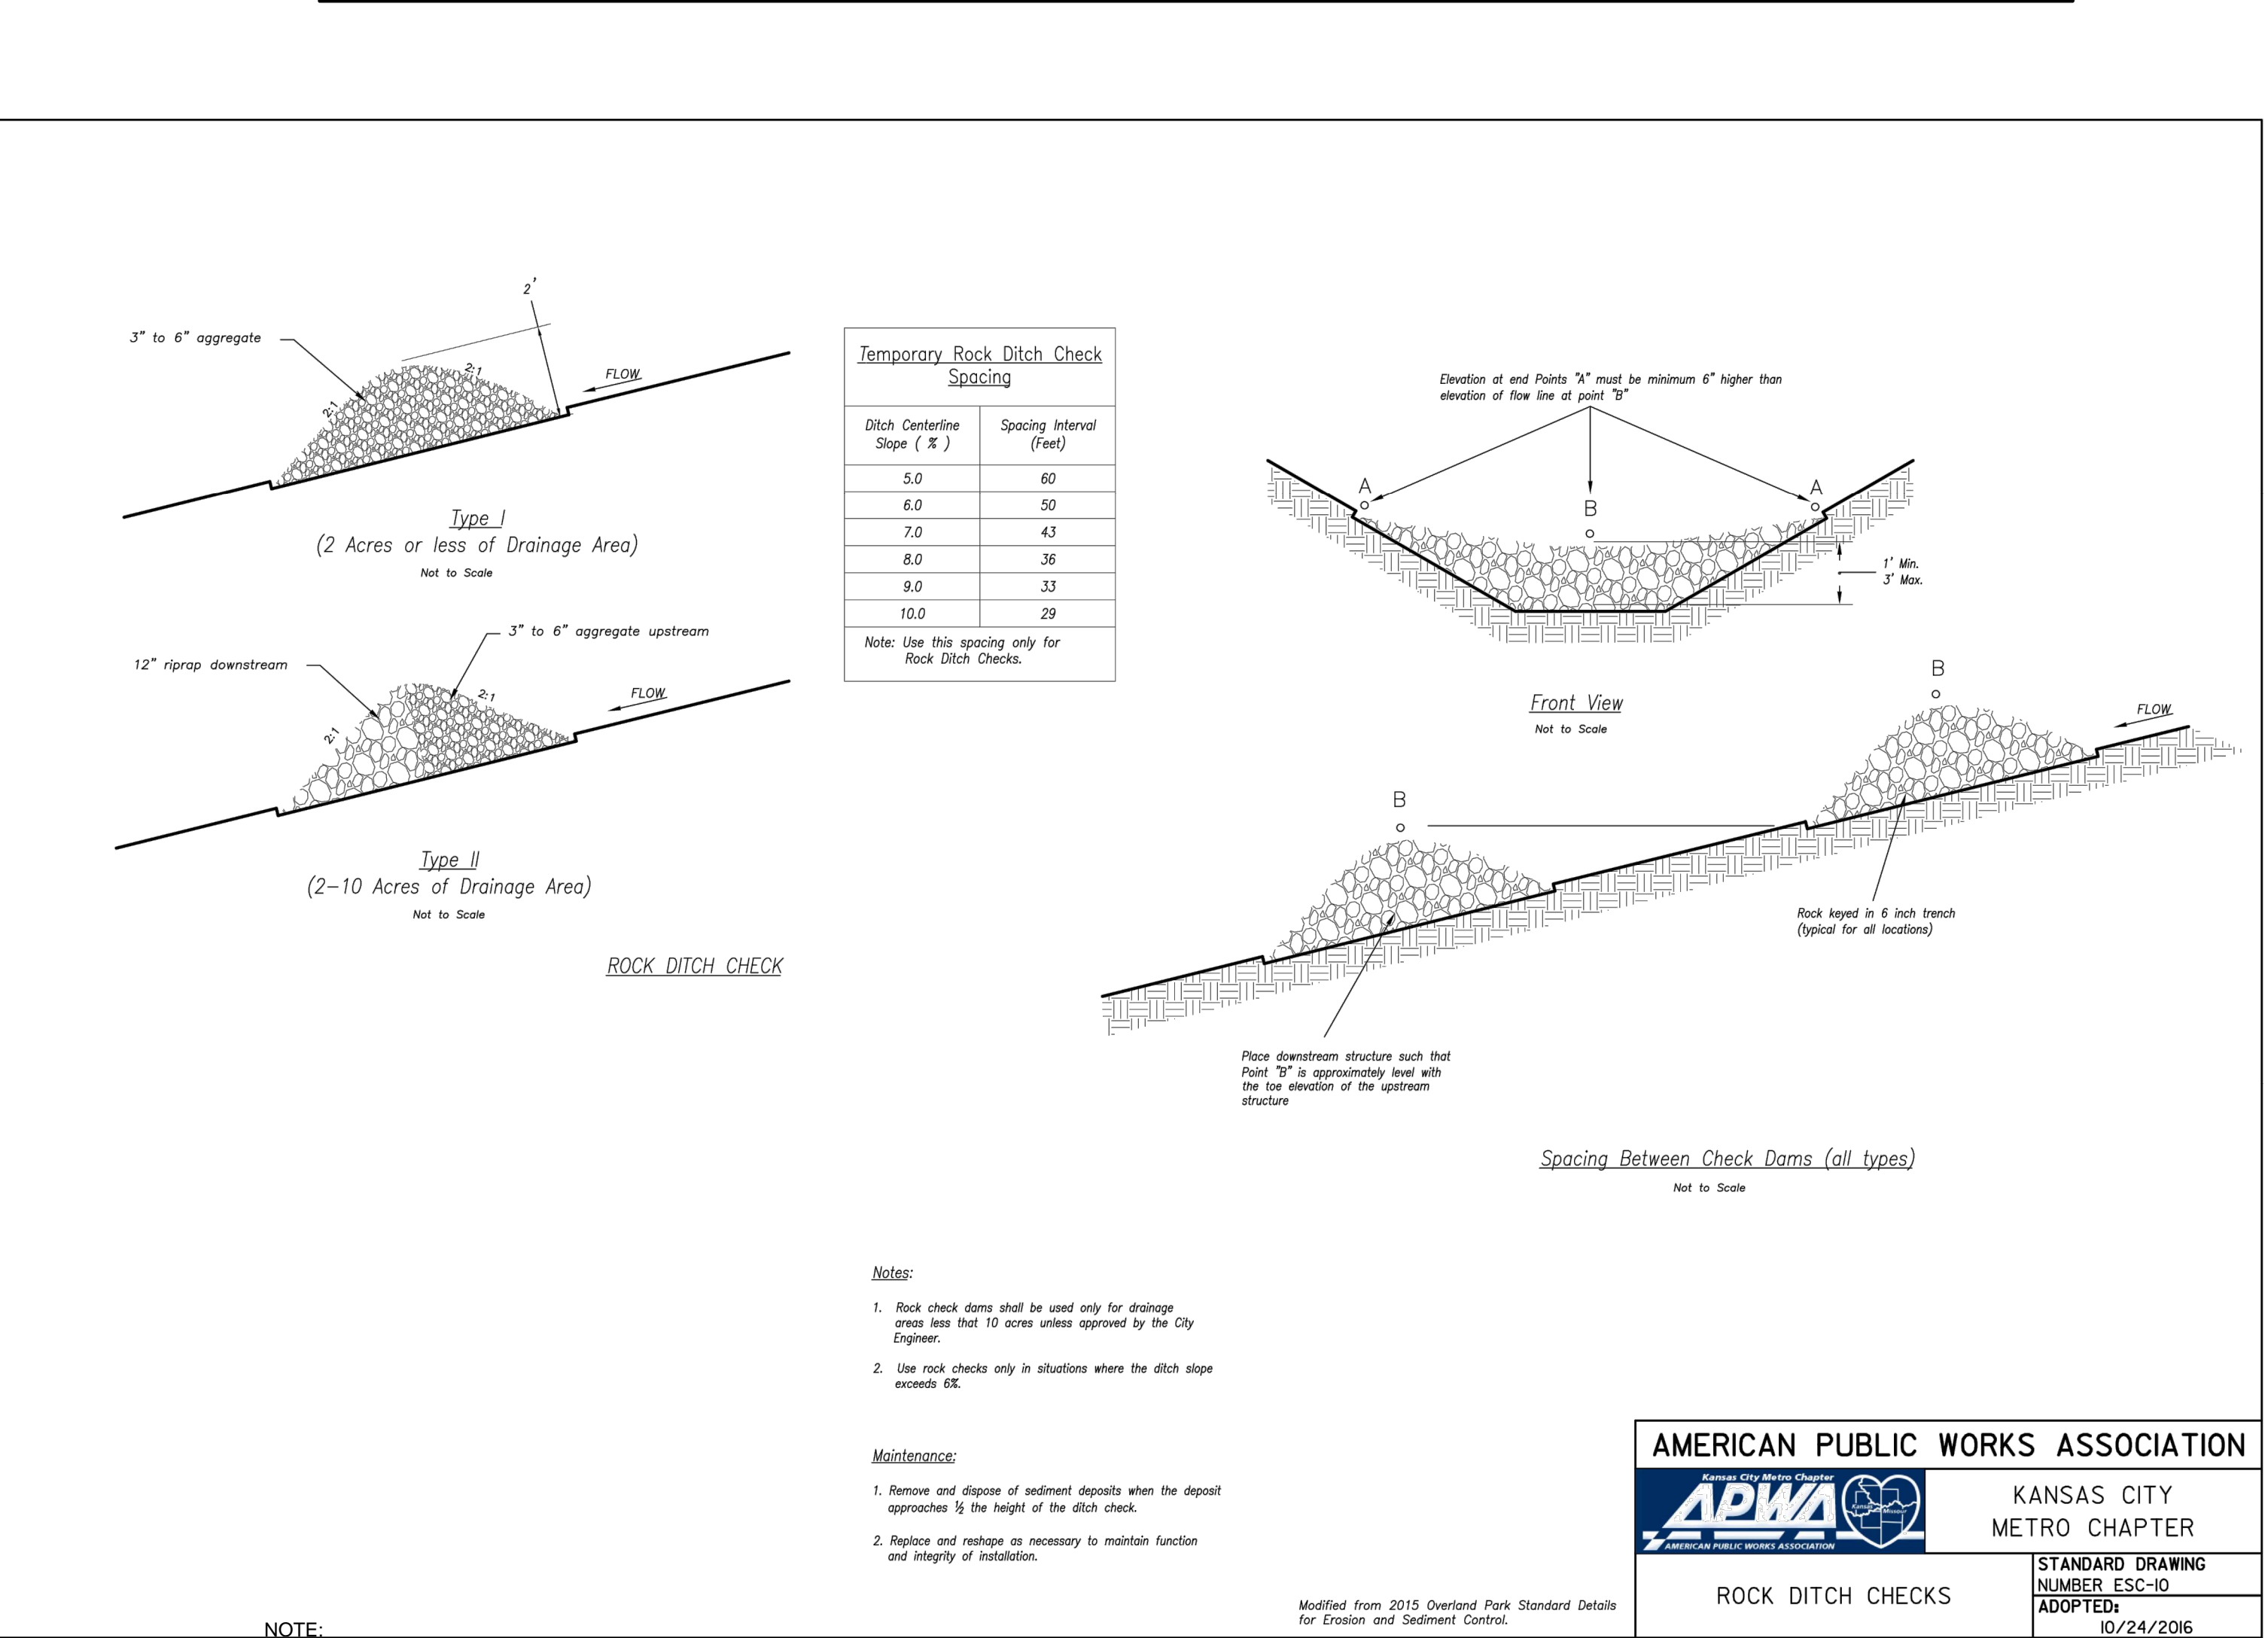 2'
3" to 6" aggregate
2:1
2:1
FLOW
Type I
(2 Acres or less of Drainage Area)
Not to Scale
3" to 6" aggregate upstream
12" riprap downstream
2:1
2:1
FLOW
Type II
(2-10 Acres of Drainage Area)
Not to Scale
ROCK DITCH CHECK
Temporary Rock Ditch Check
Spacing
Ditch Centerline
Slope ( % )
Spacing Interval
(Feet)
5.0 60
6.0 50
7.0 43
8.0 36
9.0 33
10.0 29
Note: Use this spacing only for
Rock Ditch Checks.
Elevation at end Points "A" must be minimum 6" higher than
elevation of flow line at point "B"
A
B
A
1' Min.
3' Max.
Front View
Not to Scale
B
FLOW
B
Rock keyed in 6 inch trench
(typical for all locations)
Place downstream structure such that
Point "B" is approximately level with
the toe elevation of the upstream
structure
Spacing Between Check Dams (all types)
Not to Scale
Notes:
1. Rock check dams shall be used only for drainage
areas less that 10 acres unless approved by the City
Engineer.
2. Use rock checks only in situations where the ditch slope
exceeds 6%.
Maintenance:
1. Remove and dispose of sediment deposits when the deposit
approaches ½ the height of the ditch check.
2. Replace and reshape as necessary to maintain function
and integrity of installation.
Modified from 2015 Overland Park Standard Details
for Erosion and Sediment Control.
NOTE:
AMERICAN PUBLIC WORKS ASSOCIATION
Kansas City Metro Chapter
APWA
Kansas Missouri
AMERICAN PUBLIC WORKS ASSOCIATION
KANSAS CITY
METRO CHAPTER
ROCK DITCH CHECKS
STANDARD DRAWING
NUMBER ESC-10
ADOPTED:
10/24/2016